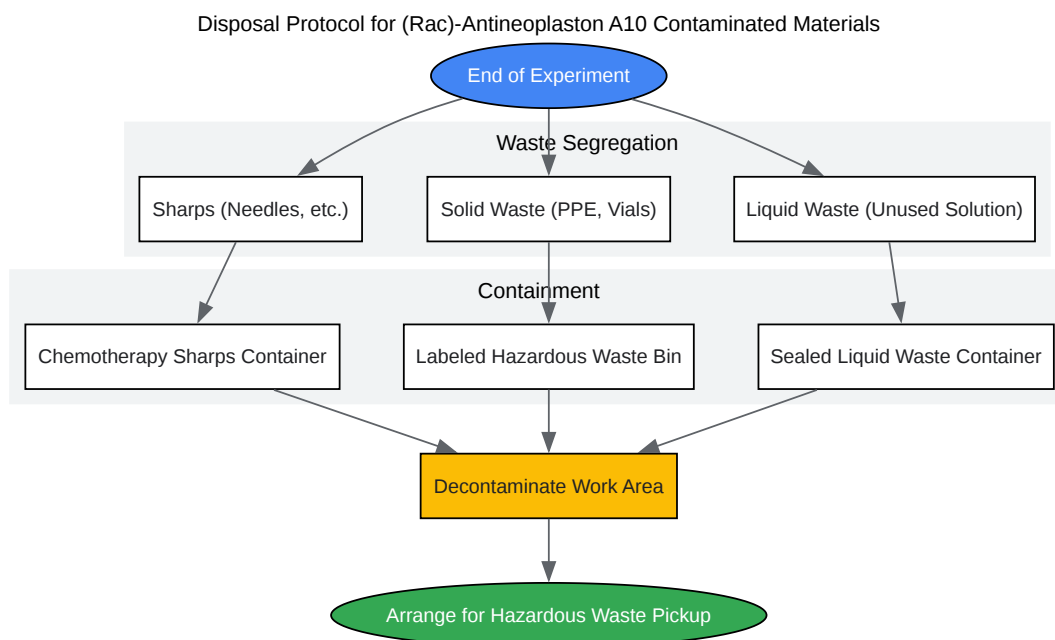 Disposal Protocol for (Rac)-Antineoplaston A10 Contaminated Materials
End of Experiment
Waste Segregation
Sharps (Needles, etc.)
Solid Waste (PPE, Vials)
Liquid Waste (Unused Solution)
Containment
Chemotherapy Sharps Container
Labeled Hazardous Waste Bin
Sealed Liquid Waste Container
Decontaminate Work Area
Arrange for Hazardous Waste Pickup